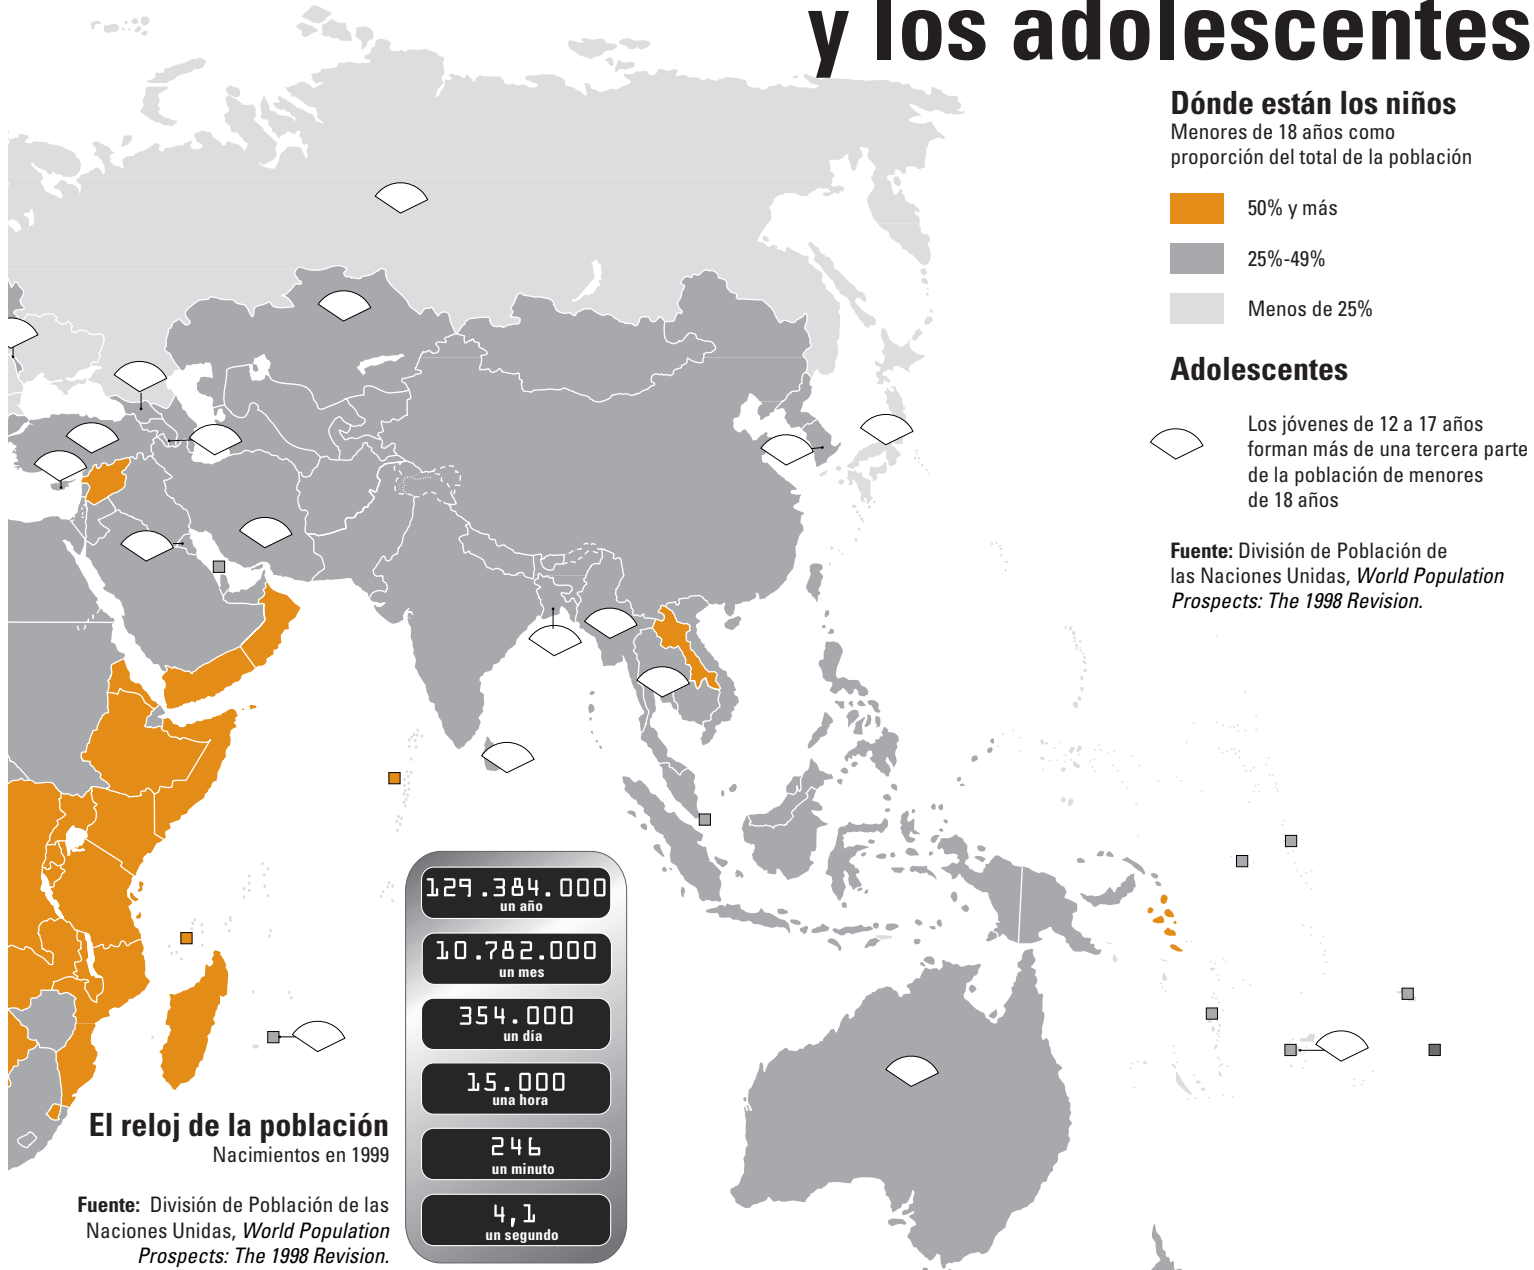 y los adolescentes
Dónde están los niños
Menores de 18 años como
proporción del total de la población
50% y más
25%-49%
Menos de 25%
Adolescentes
Los jóvenes de 12 a 17 años
forman más de una tercera parte
de la población de menores
de 18 años
Fuente: División de Población de
las Naciones Unidas, World Population
Prospects: The 1998 Revision.
129.384.000
un año
10.782.000
un mes
354.000
un día
15.000
una hora
246
un minuto
4,1
un segundo
El reloj de la población
Nacimientos en 1999
Fuente: División de Población de las
Naciones Unidas, World Population
Prospects: The 1998 Revision.